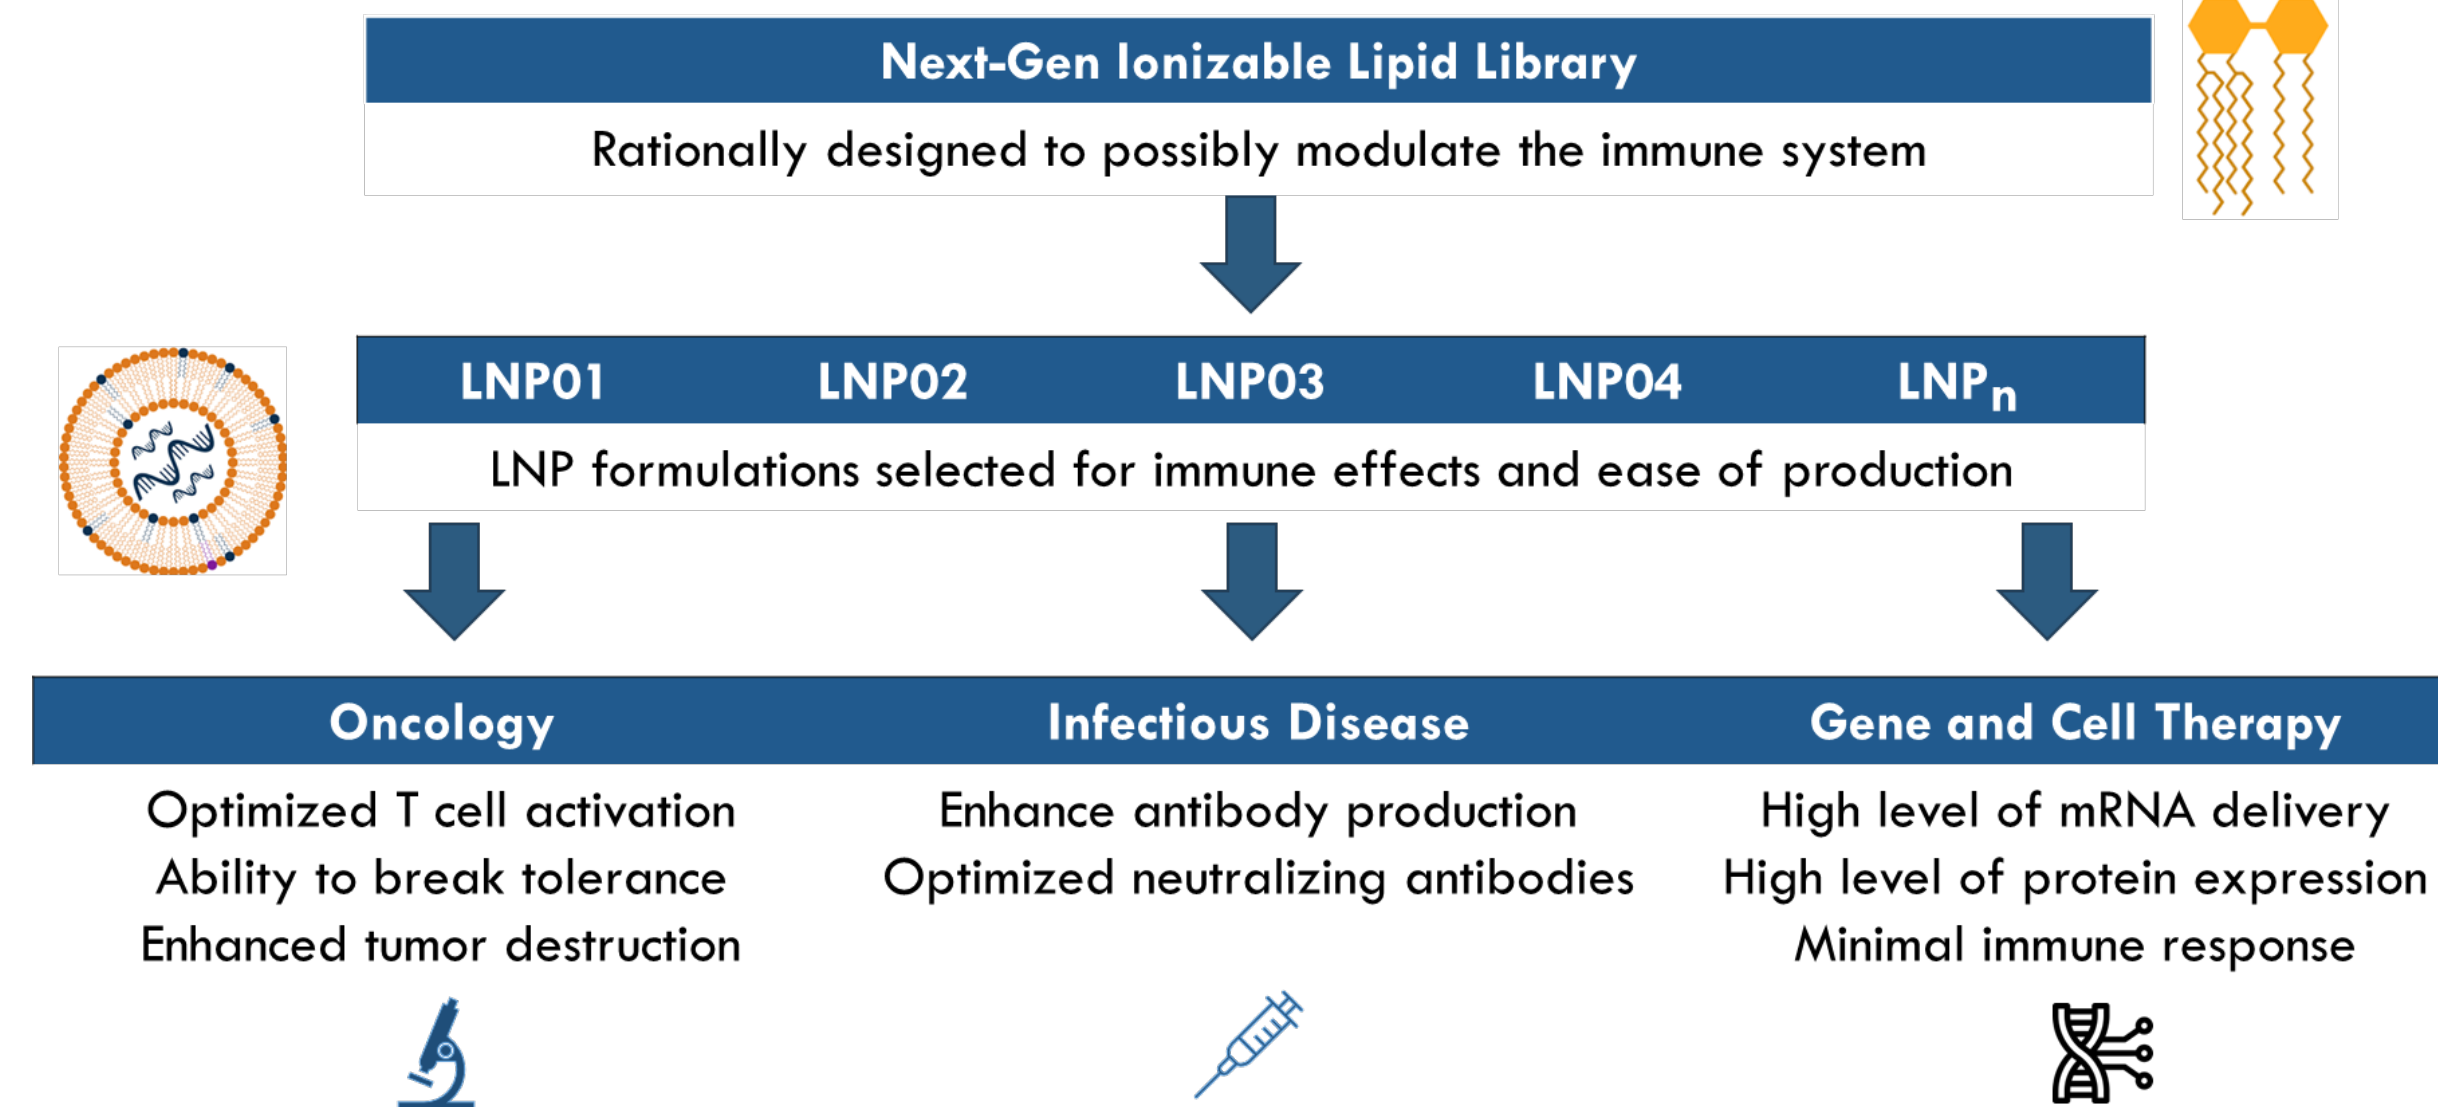 Next-Gen Ionizable Lipid Library
Rationally designed to possibly modulate the immune system
LNP01 LNP02 LNP03 LNP04 LNPn
LNP formulations selected for immune effects and ease of production
Oncology Infectious Disease Gene and Cell Therapy
Optimized T cell activation Enhance antibody production High level of mRNA delivery
Ability to break tolerance Optimized neutralizing antibodies High level of protein expression
Enhanced tumor destruction Minimal immune response